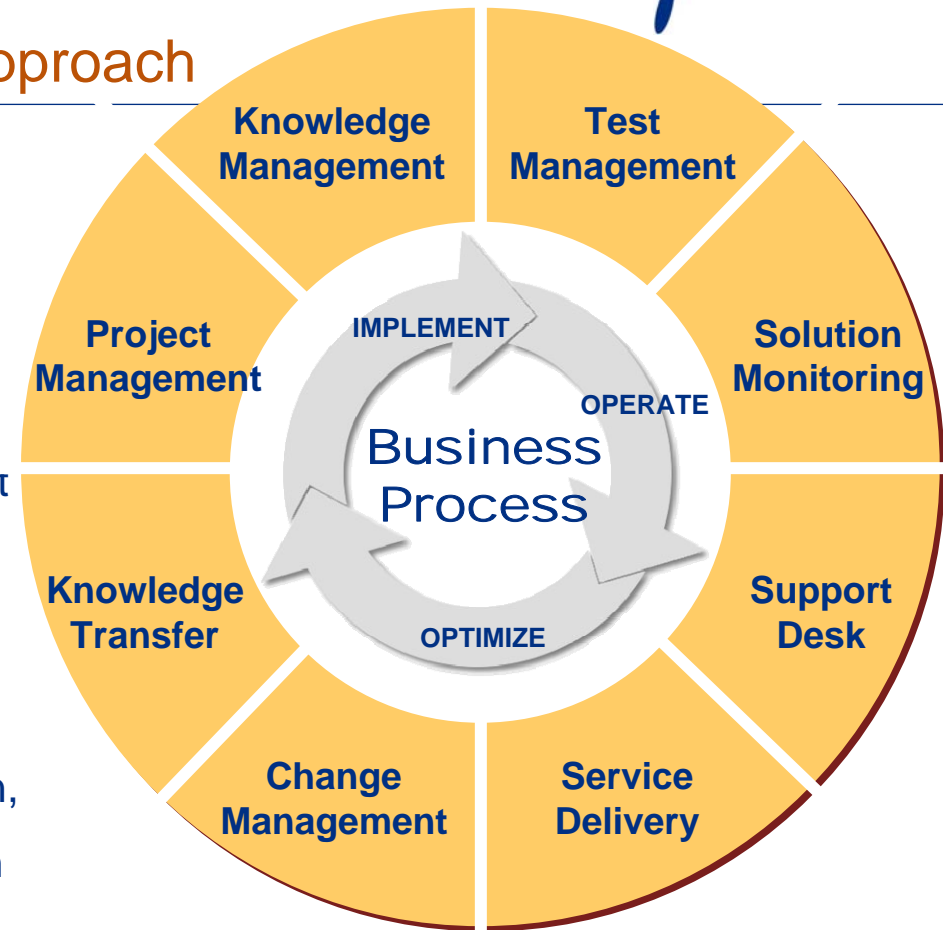 pproach
Knowledge
Management
Test
Management
Project
Management
Solution
Monitoring
IMPLEMENT
OPERATE
Business
Process
OPTIMIZE
Knowledge
Transfer
Support
Desk
Change
Management
Service
Delivery
n,